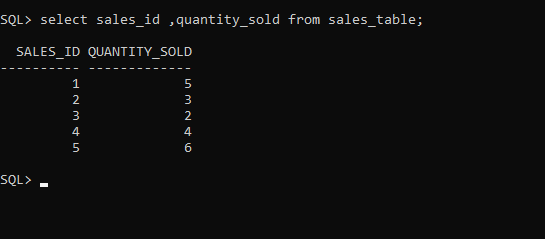 SQL> select sales_id ,quantity_sold from sales_table;
SALES_ID QUANTITY_SOLD
---------- -------------
1 5
2 3
3 2
4 4
5 6
SQL>